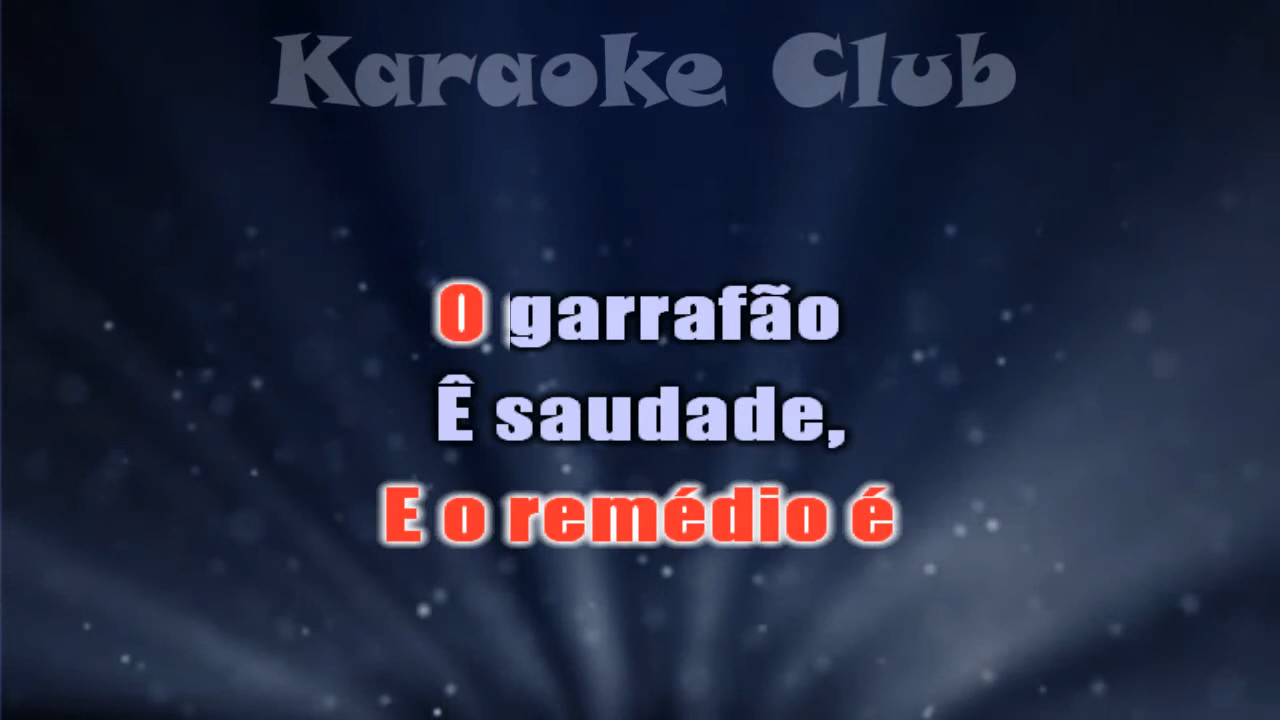 Karaoke Club
O garrafão
Ê saudade,
E o remédio é